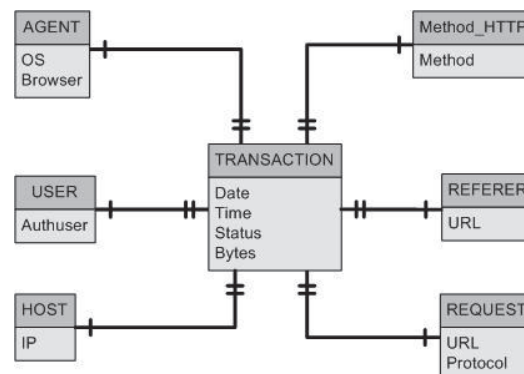 AGENT
OS
Browser
Method_HTTP
Method
TRANSACTION
Date
Time
Status
Bytes
USER
Authuser
REFERER
URL
HOST
IP
REQUEST
URL
Protocol